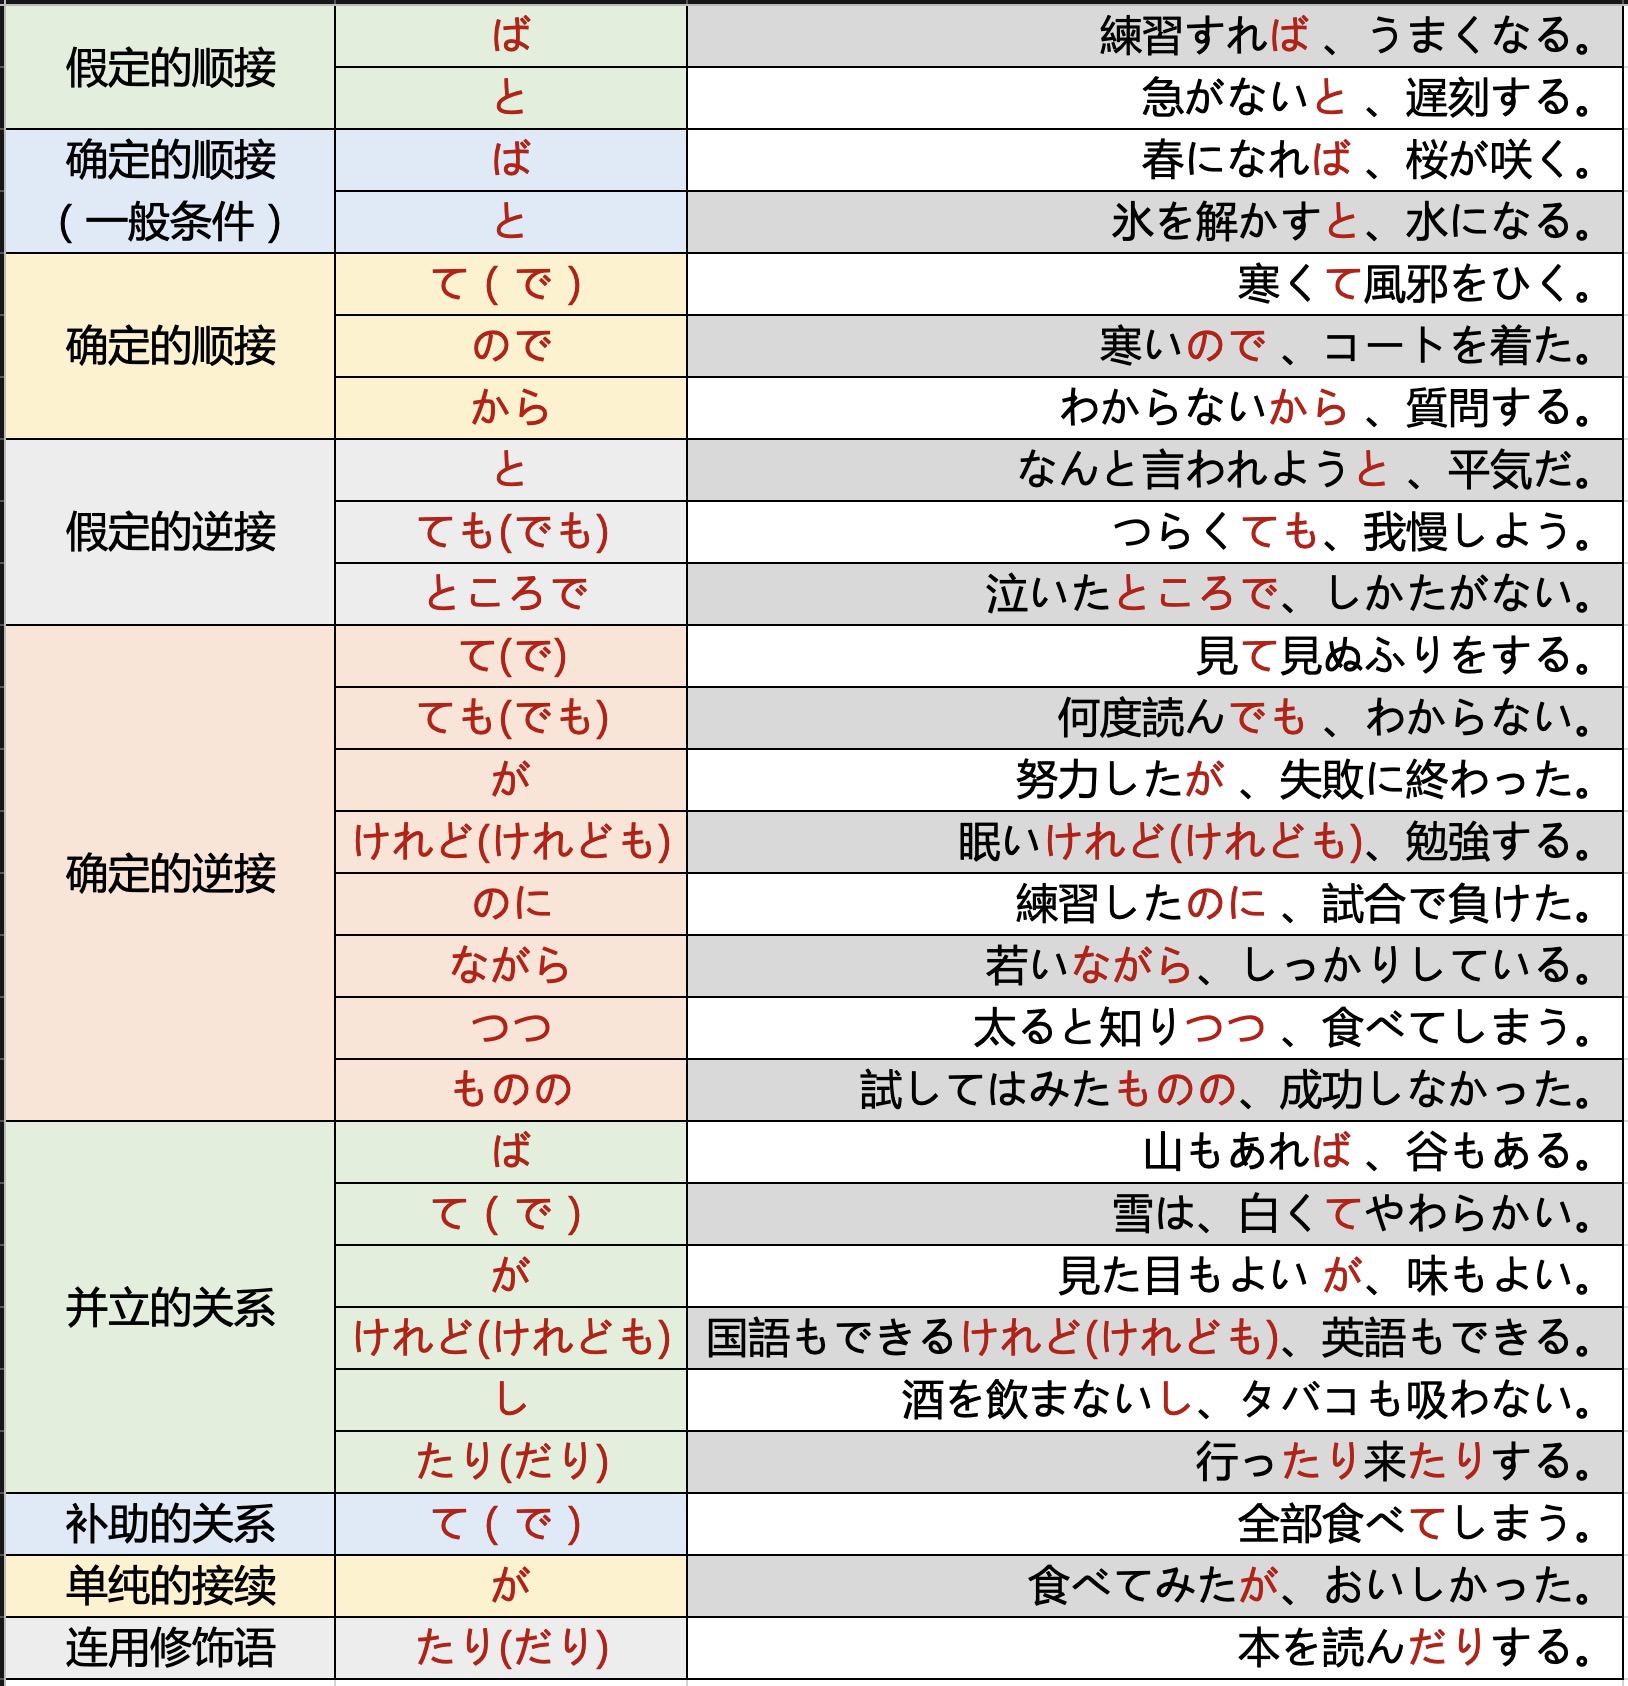 假定的顺接
ば
練習すれば 、うまくなる。
と
急がないと 、遅刻する。
确定的顺接
（一般条件）
ば
春になれば 、桜が咲く。
と
氷を解かすと、水になる。
确定的顺接
て（で）
寒くて風邪をひく。
ので
寒いので 、コートを着た。
から
わからないから 、質問する。
假定的逆接
と
なんと言われようと 、平気だ。
ても(でも)
つらくても、我慢しよう。
ところで
泣いたところで、しかたがない。
确定的逆接
て(で)
見て見ぬふりをする。
ても(でも)
何度読んでも 、わからない。
が
努力したが 、失敗に終わった。
けれど(けれども)
眠いけれど(けれども)、勉強する。
のに
練習したのに 、試合で負けた。
ながら
若いながら、しっかりしている。
つつ
太ると知りつつ 、食べてしまう。
ものの
試してはみたものの、成功しなかった。
并立的关系
ば
山もあれば 、谷もある。
て（で）
雪は、白くてやわらかい。
が
見た目もよい が、味もよい。
けれど(けれども)
国語もできるけれど(けれども)、英語もできる。
し
酒を飲まないし、タバコも吸わない。
たり(だり)
行ったり来たりする。
补助的关系
て（で）
全部食べてしまう。
单纯的接续
が
食べてみたが、おいしかった。
连用修饰语
たり(だり)
本を読んだりする。